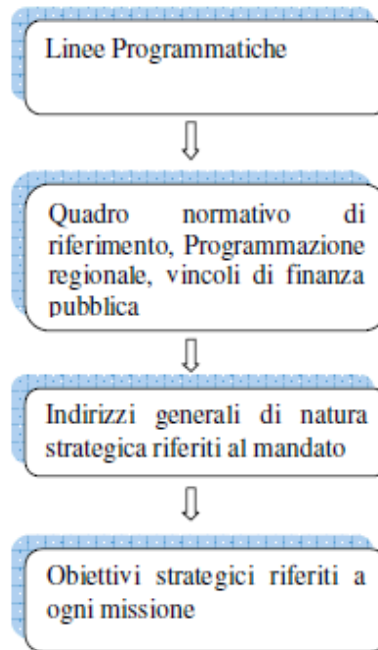 Linee Programmatiche
Quadro normativo di
riferimento, Programmazione
regionale, vincoli di finanza
pubblica
Indirizzi generali di natura
strategica riferiti al mandato
Obiettivi strategici riferiti a
ogni missione